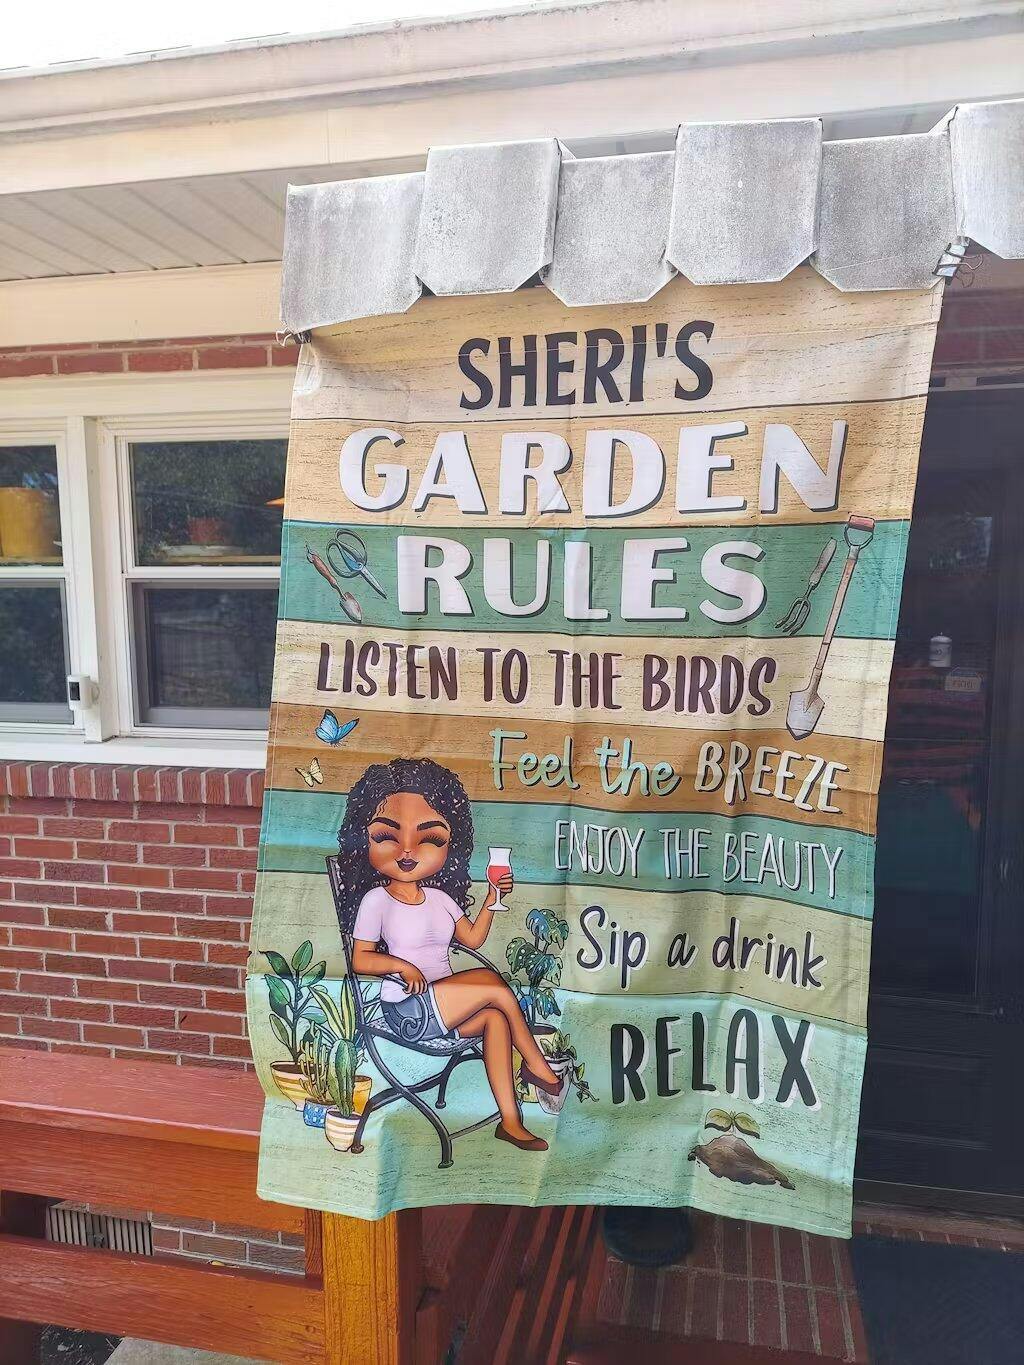 SHERI'S
GARDEN
RULES
LISTEN TO THE BIRDS
Feel the BREEZE
ENJOY THE BEAUTY
Sip a drink
RELAX